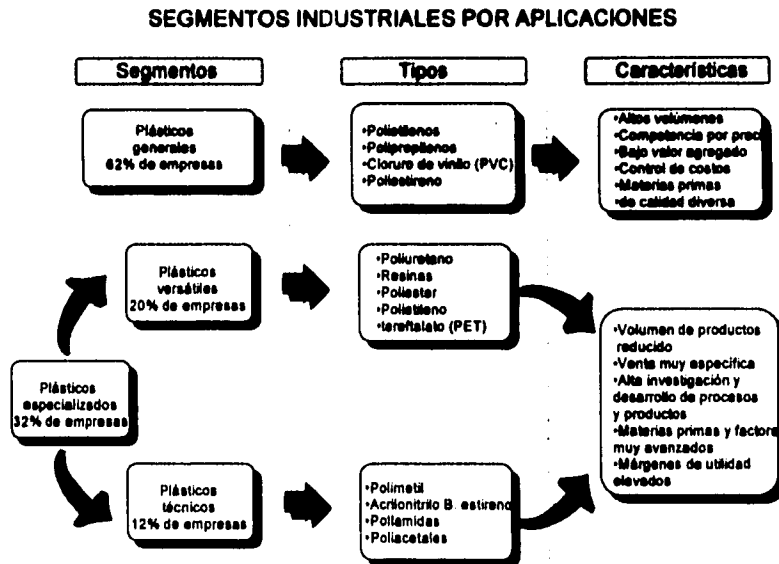 SEGMENTOS INDUSTRIALES POR APLICACIONES
Segmentos
Tipos
Características
Plásticos
generales
62% de empresas
•Polietilenos
•Polipropilenos
•Cloruro de vinilo (PVC)
•Poliestireno
•Altos volúmenes
•Competencia por preci
•Bajo valor agregado
•Control de costos
•Materias primas
•de calidad diversa
Plásticos
versátiles
20% de empresas
•Poliuretano
•Resinas
•Poliester
•Polietileno
•tereftalato (PET)
Plásticos
especializados
32% de empresas
•Volumen de productos
reducido
•Venta muy específica
•Alta investigación y
desarrollo de procesos
y productos
•Materias primas y factora
muy avanzados
•Márgenes de utilidad
elevados
Plásticos
técnicos
12% de empresas
•Polimetil
•Acrilonitrilo B. estireno
•Poliamidas
•Poliacetales